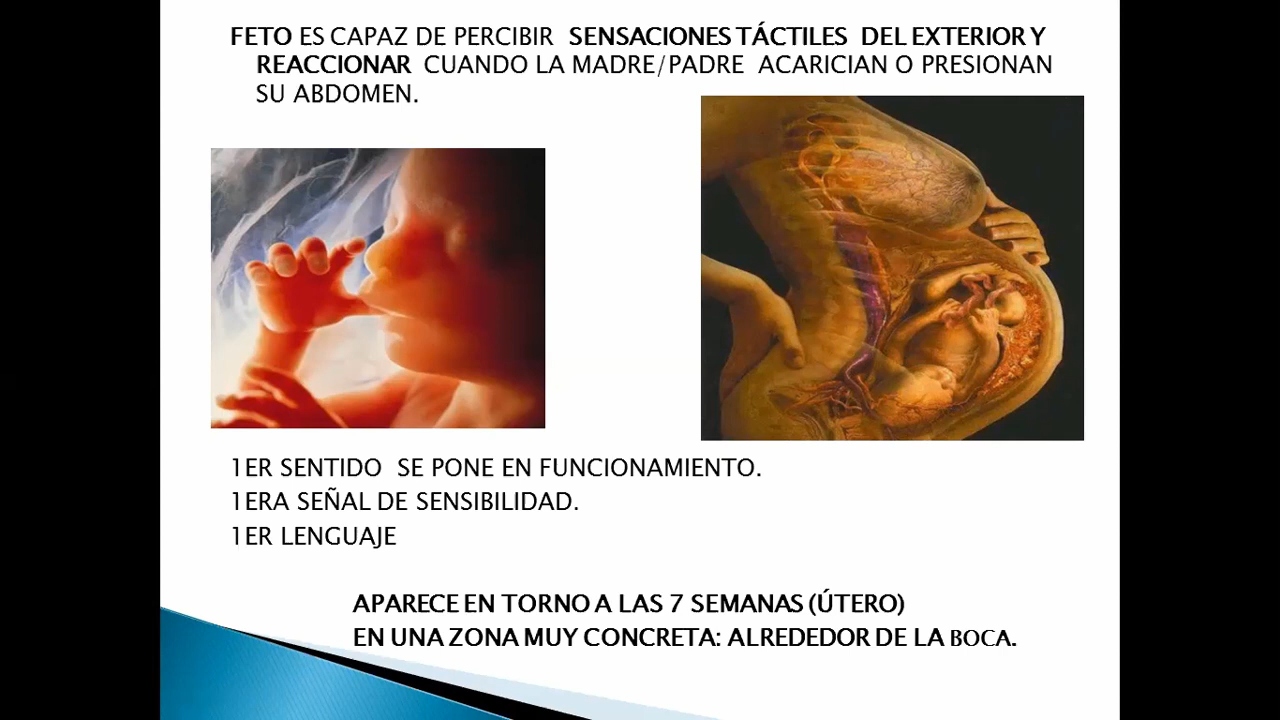 FETO ES CAPAZ DE PERCIBIR SENSACIONES TÁCTILES DEL EXTERIOR Y
REACCIONAR CUANDO LA MADRE/PADRE ACARICIAN O PRESIONAN
SU ABDOMEN.
1ER SENTIDO SE PONE EN FUNCIONAMIENTO.
1ERA SEÑAL DE SENSIBILIDAD.
1ER LENGUAJE
APARECE EN TORNO A LAS 7 SEMANAS (ÚTERO)
EN UNA ZONA MUY CONCRETA: ALREDEDOR DE LA BOCA.